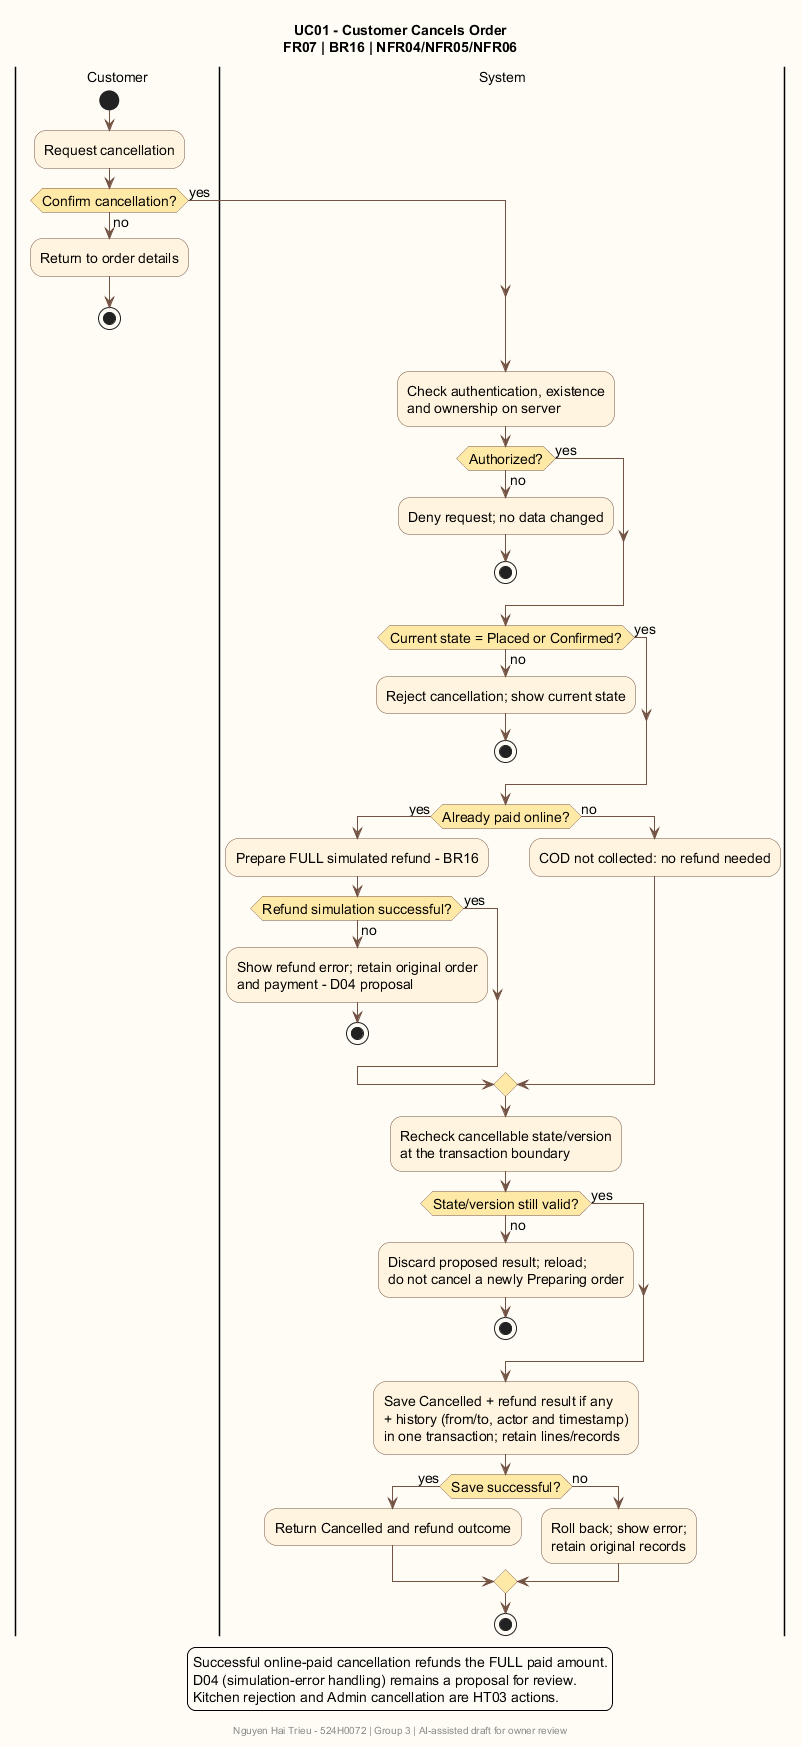 UC01 - Customer Cancels Order
FR07 | BR16 | NFR04/NFR05/NFR06
Customer
System
Request cancellation
Confirm cancellation?
yes
no
Return to order details
Check authentication, existence
and ownership on server
Authorized?
yes
no
Deny request; no data changed
Current state = Placed or Confirmed?
yes
no
Reject cancellation; show current state
yes
Already paid online?
no
Prepare FULL simulated refund - BR16
COD not collected: no refund needed
Refund simulation successful?
yes
no
Show refund error; retain original order
and payment - D04 proposal
Recheck cancellable state/version
at the transaction boundary
State/version still valid?
yes
no
Discard proposed result; reload;
do not cancel a newly Preparing order
Save Cancelled + refund result if any
+ history (from/to, actor and timestamp)
in one transaction; retain lines/records
yes
Save successful?
no
Return Cancelled and refund outcome
Roll back; show error;
retain original records
Successful online-paid cancellation refunds the FULL paid amount.
D04 (simulation-error handling) remains a proposal for review.
Kitchen rejection and Admin cancellation are HT03 actions.
Nguyen Hai Trieu - 524H0072 | Group 3 | AI-assisted draft for owner review